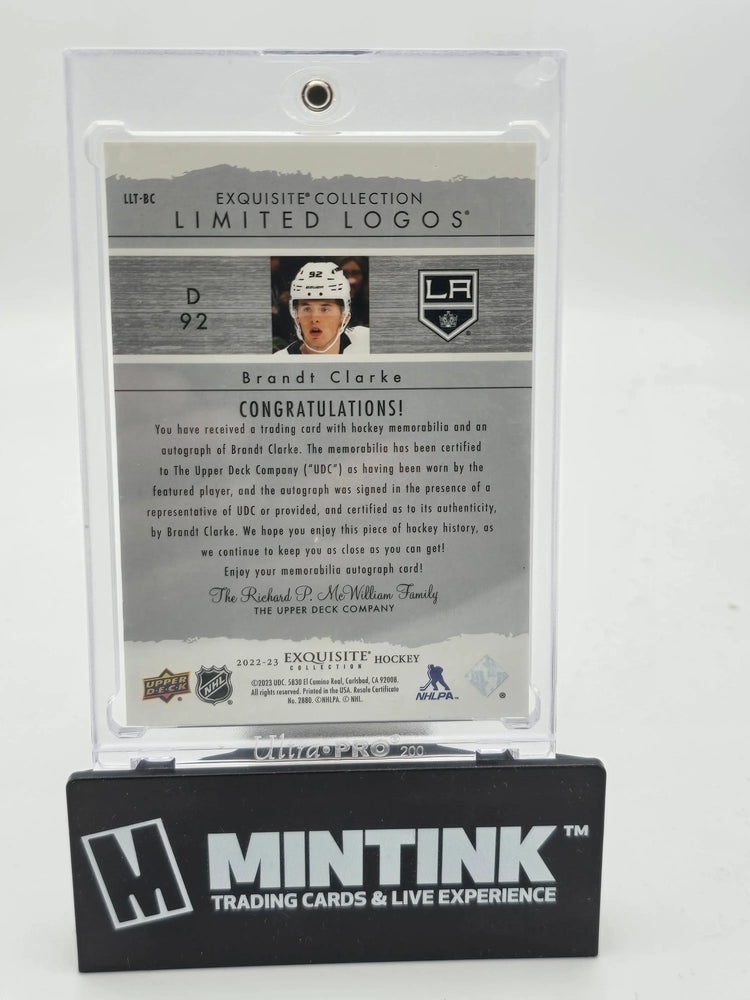 LLT-BC
EXQUISITE® COLLECTION
LIMITED LOGOS®
D
92
92
LA
Brandt Clarke
CONGRATULATIONS!
You have received a trading card with hockey memorabilia and an
autograph of Brandt Clarke. The memorabilia has been certified
to The Upper Deck Company ("UDC") as having been worn by the
featured player, and the autograph was signed in the presence of a
representative of UDC or provided, and certified as to its authenticity,
by Brandt Clarke. We hope you enjoy this piece of hockey history, as
we continue to keep you as close as you can get!
Enjoy your memorabilia autograph card!
The Richard P. McWilliam Family
THE UPPER DECK COMPANY
2022-23 EXQUISITE® HOCKEY
COLLECTION
UPPER DECK
NHL
©2023 UDC. 5830 El Camino Real, Carlsbad, CA 92008.
All rights reserved. Printed in the USA. Resale Certificate
No. 2880. ©NHLPA. © NHL.
NHLPA
Ultra·PRO® 200
M
MINTINK™
TRADING CARDS & LIVE EXPERIENCE